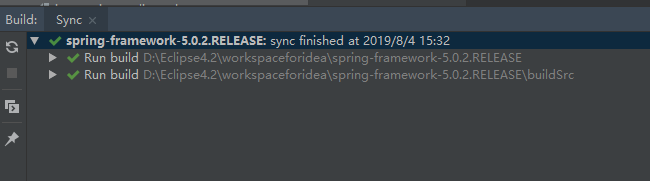 Build: Sync ×
spring-framework-5.0.2.RELEASE: sync finished at 2019/8/4 15:32
Run build D:\Eclipse4.2\workspaceforidea\spring-framework-5.0.2.RELEASE
Run build D:\Eclipse4.2\workspaceforidea\spring-framework-5.0.2.RELEASE\buildSrc